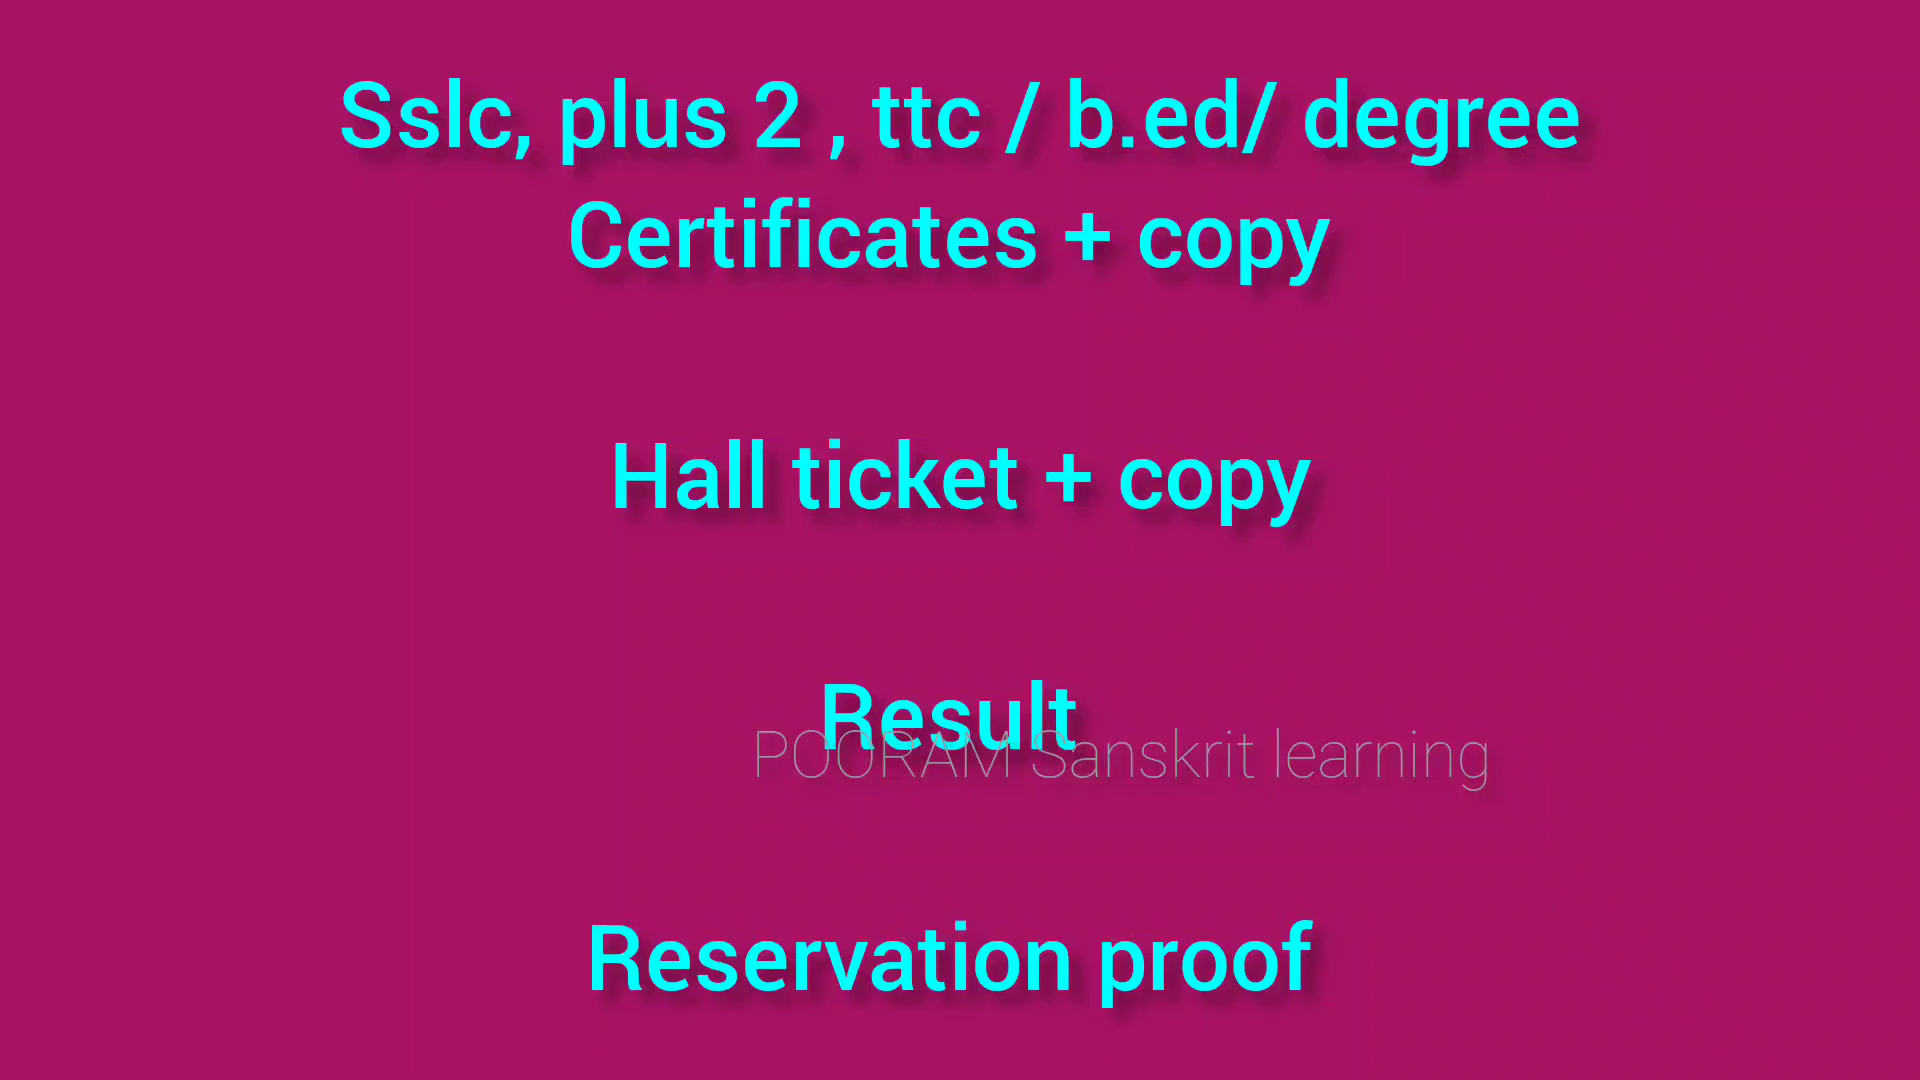 Sslc, plus 2 , ttc / b.ed/ degree
Certificates + copy
Hall ticket + copy
Result
POORAM Sanskrit learning
Reservation proof